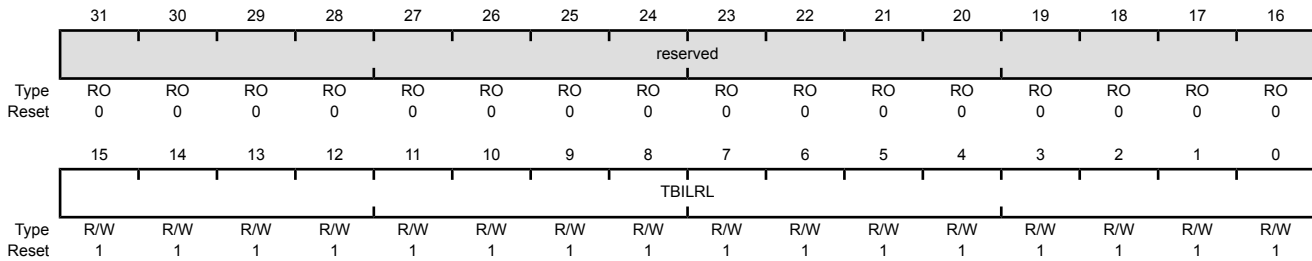 31 30 29 28 27 26 25 24 23 22 21 20 19 18 17 16
reserved
Type RO RO RO RO RO RO RO RO RO RO RO RO RO RO RO RO
Reset 0 0 0 0 0 0 0 0 0 0 0 0 0 0 0 0
15 14 13 12 11 10 9 8 7 6 5 4 3 2 1 0
TBILRL
Type R/W R/W R/W R/W R/W R/W R/W R/W R/W R/W R/W R/W R/W R/W R/W R/W
Reset 1 1 1 1 1 1 1 1 1 1 1 1 1 1 1 1